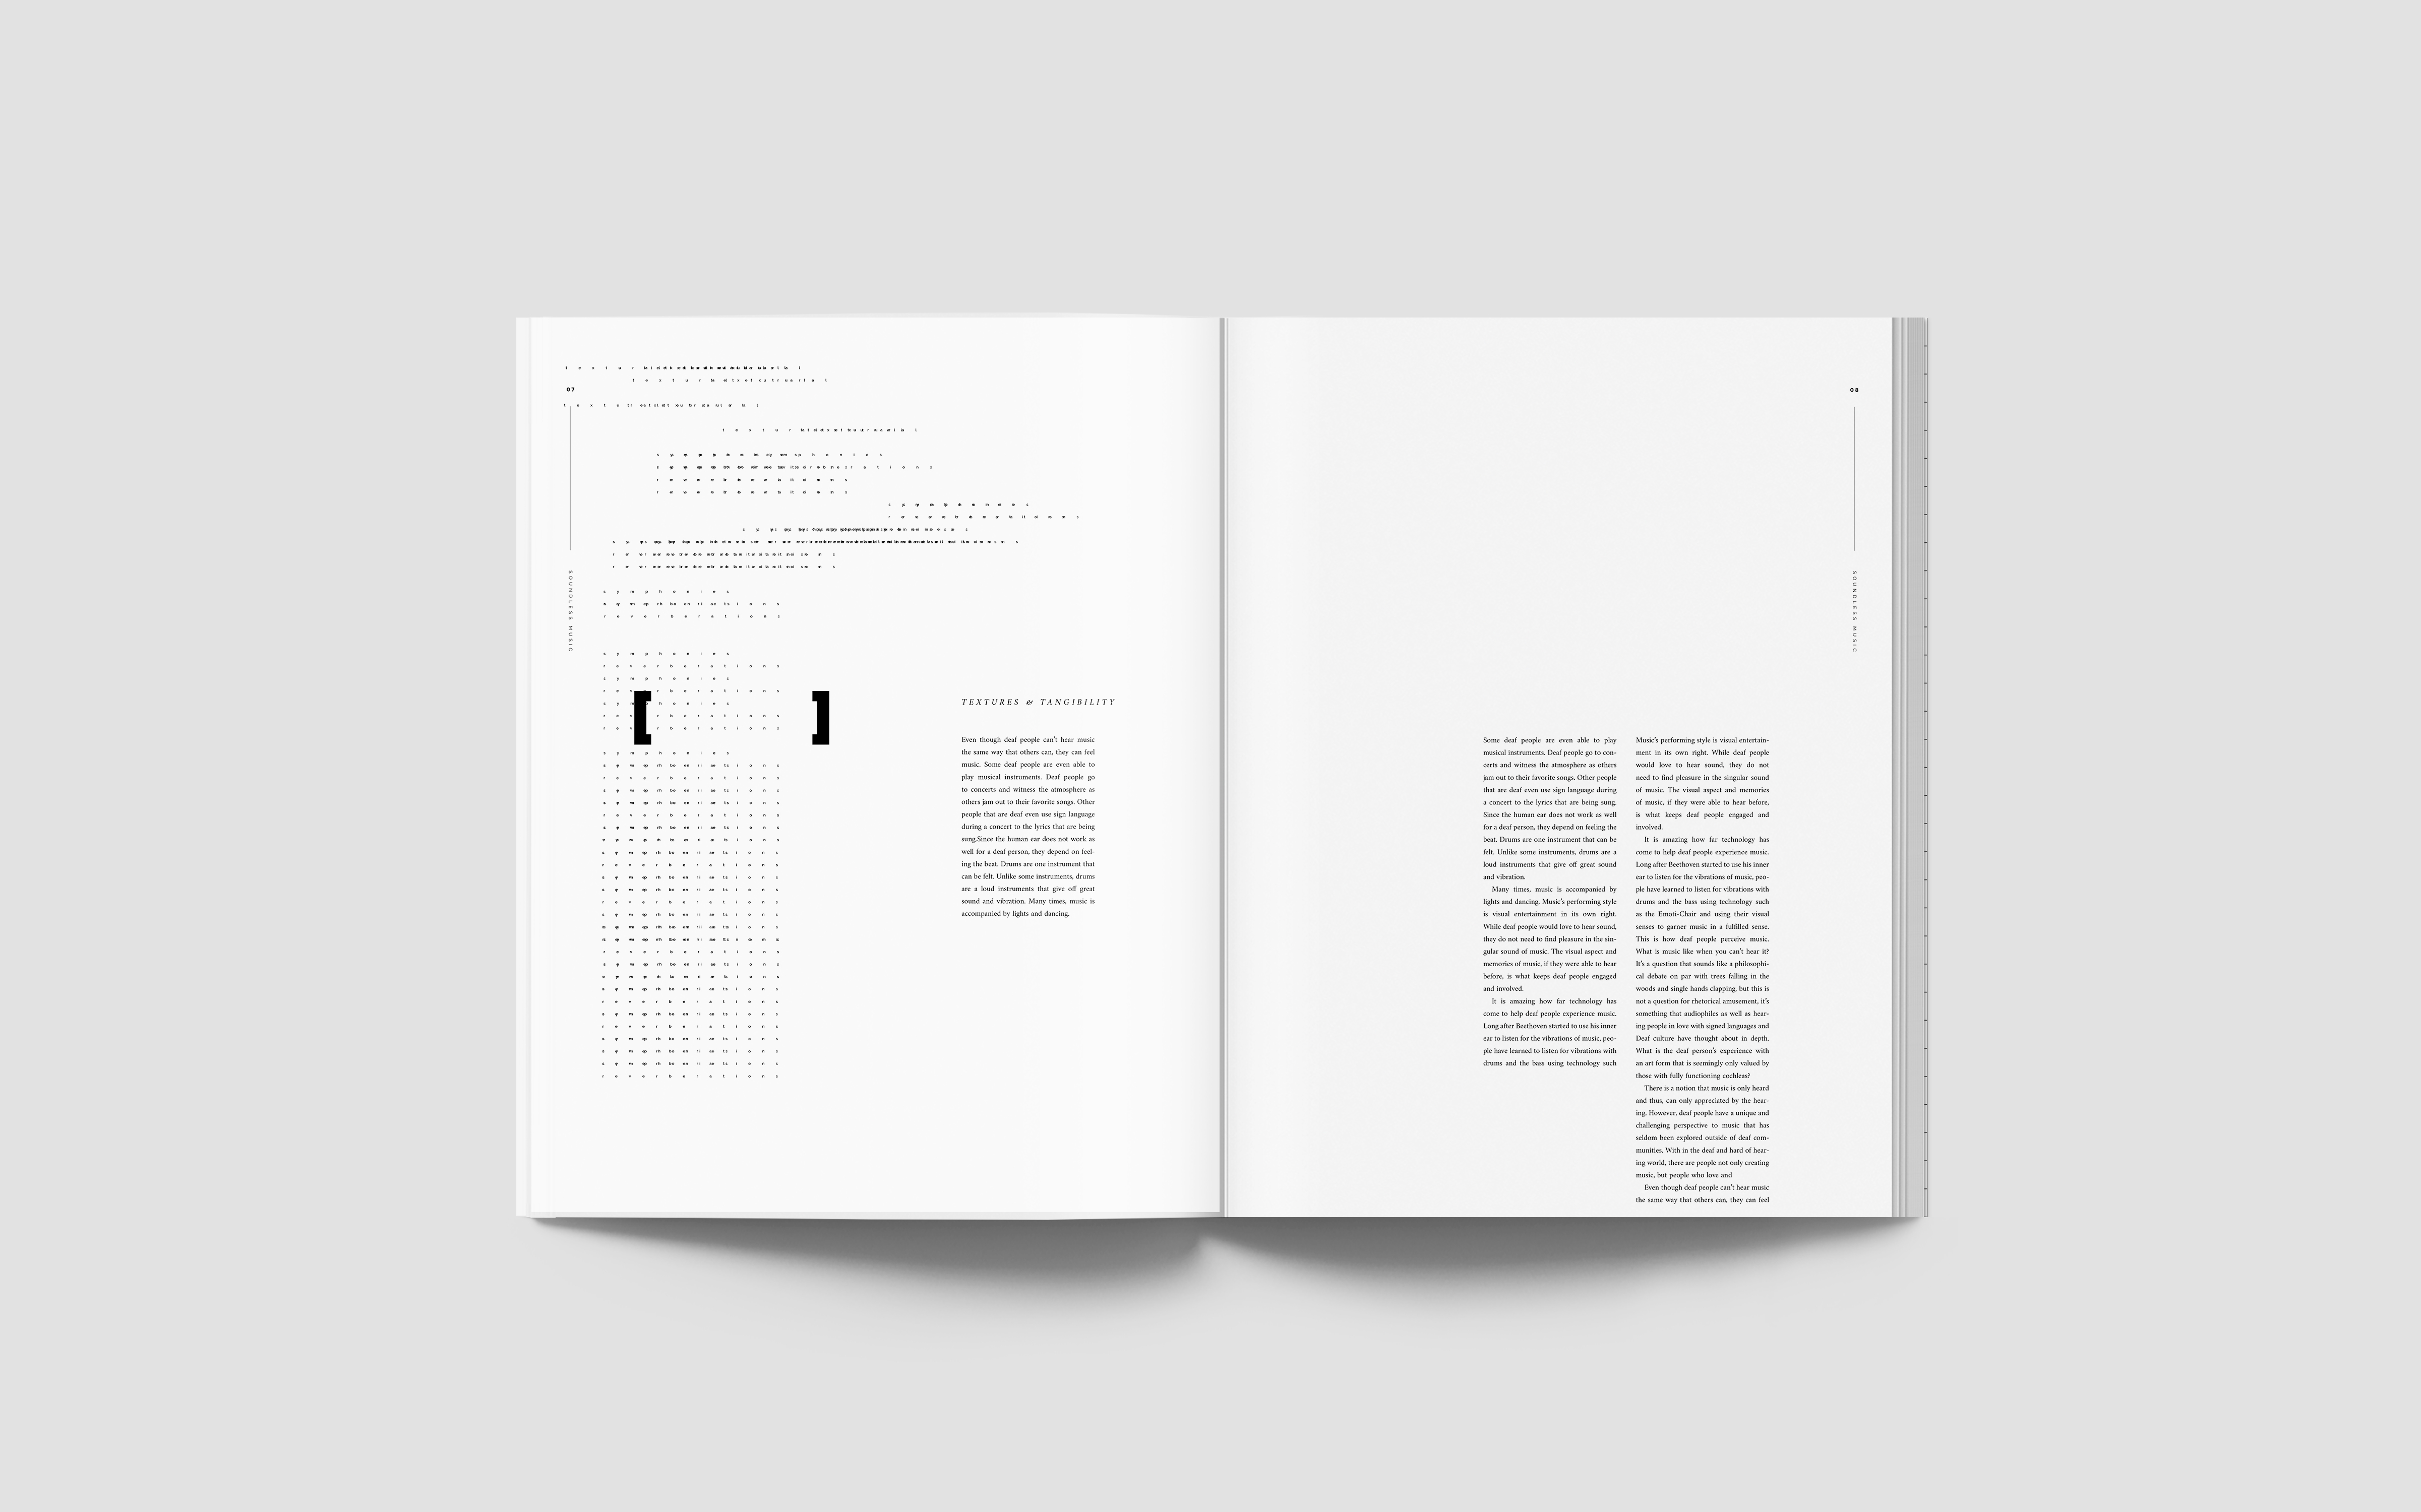 07
SOUNDLESS MUSIC
s y m p h o n i e s
r e v e r b e r a t i o n s
s y m p h o n i e s
r e v e r b e r a t i o n s
s y m p h o n i e s
r e v e r b e r a t i o n s
s y m p h o n i e s
r e v e r b e r a t i o n s
r e v e r b e r a t i o n s
s y m p h o n i e s
r e v e r b e r a t i o n s
r e v e r b e r a t i o n s
r e v e r b e r a t i o n s
r e v e r b e r a t i o n s
r e v e r b e r a t i o n s
r e v e r b e r a t i o n s
r e v e r b e r a t i o n s
r e v e r b e r a t i o n s
[ ]
TEXTURES & TANGIBILITY
Even though deaf people can't hear music
the same way that others can, they can feel
music. Some deaf people are even able to
play musical instruments. Deaf people go
to concerts and witness the atmosphere as
others jam out to their favorite songs. Other
people that are deaf even use sign language
during a concert to the lyrics that are being
sung.Since the human ear does not work as
well for a deaf person, they depend on feel-
ing the beat. Drums are one instrument that
can be felt. Unlike some instruments, drums
are a loud instruments that give off great
sound and vibration. Many times, music is
accompanied by lights and dancing.
08
SOUNDLESS MUSIC
Some deaf people are even able to play
musical instruments. Deaf people go to con-
certs and witness the atmosphere as others
jam out to their favorite songs. Other people
that are deaf even use sign language during
a concert to the lyrics that are being sung.
Since the human ear does not work as well
for a deaf person, they depend on feeling the
beat. Drums are one instrument that can be
felt. Unlike some instruments, drums are a
loud instruments that give off great sound
and vibration.
Many times, music is accompanied by
lights and dancing. Music's performing style
is visual entertainment in its own right.
While deaf people would love to hear sound,
they do not need to find pleasure in the sin-
gular sound of music. The visual aspect and
memories of music, if they were able to hear
before, is what keeps deaf people engaged
and involved.
It is amazing how far technology has
come to help deaf people experience music.
Long after Beethoven started to use his inner
ear to listen for the vibrations of music, peo-
ple have learned to listen for vibrations with
drums and the bass using technology such
Music's performing style is visual entertain-
ment in its own right. While deaf people
would love to hear sound, they do not
need to find pleasure in the singular sound
of music. The visual aspect and memories
of music, if they were able to hear before,
is what keeps deaf people engaged and
involved.
It is amazing how far technology has
come to help deaf people experience music.
Long after Beethoven started to use his inner
ear to listen for the vibrations of music, peo-
ple have learned to listen for vibrations with
drums and the bass using technology such
as the Emoti-Chair and using their visual
senses to garner music in a fulfilled sense.
This is how deaf people perceive music.
What is music like when you can't hear it?
It's a question that sounds like a philosophi-
cal debate on par with trees falling in the
woods and single hands clapping, but this is
not a question for rhetorical amusement, it's
something that audiophiles as well as hear-
ing people in love with signed languages and
Deaf culture have thought about in depth.
What is the deaf person's experience with
an art form that is seemingly only valued by
those with fully functioning cochleas?
There is a notion that music is only heard
and thus, can only appreciated by the hear-
ing. However, deaf people have a unique and
challenging perspective to music that has
seldom been explored outside of deaf com-
munities. With in the deaf and hard of hear-
ing world, there are people not only creating
music, but people who love and
Even though deaf people can't hear music
the same way that others can, they can feel